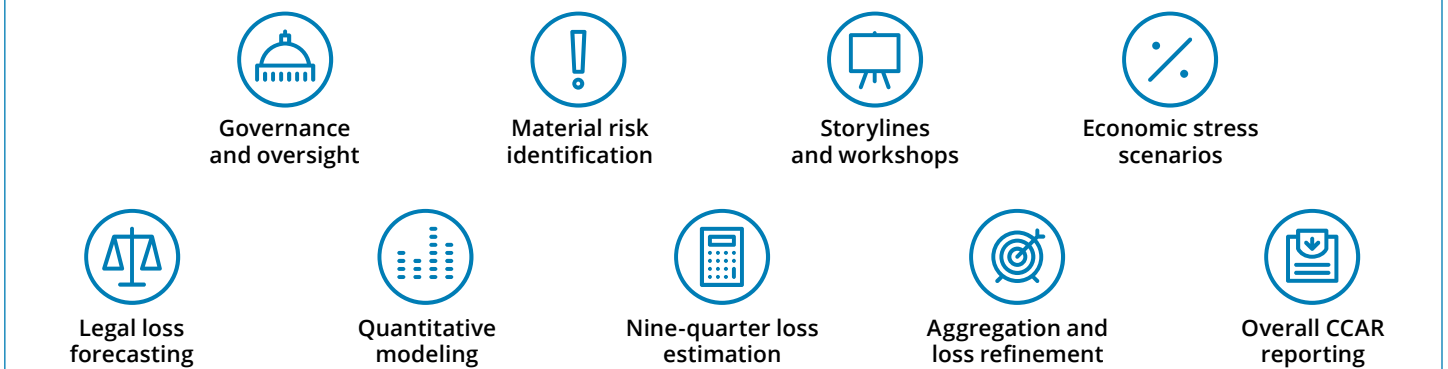 Governance
and oversight
Material risk
identification
Storylines
and workshops
Economic stress
scenarios
Legal loss
forecasting
Quantitative
modeling
Nine-quarter loss
estimation
Aggregation and
loss refinement
Overall CCAR
reporting